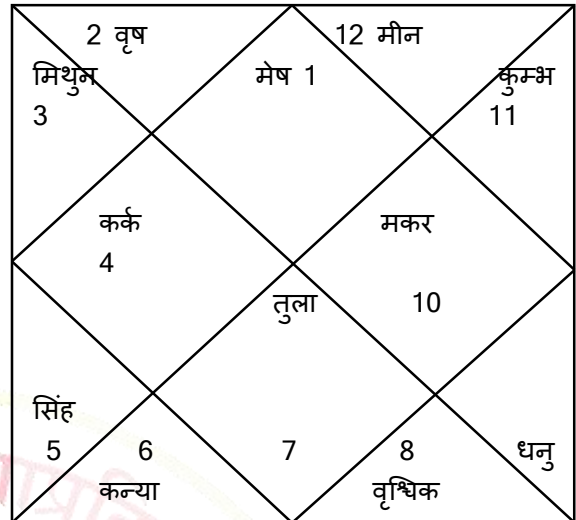 2 वृष 12 मीन
मिथुन मेष 1 कुम्भ
3 11
कर्क मकर
4
तुला 10
सिंह
5 6 7 8 धनु
कन्या वृश्चिक